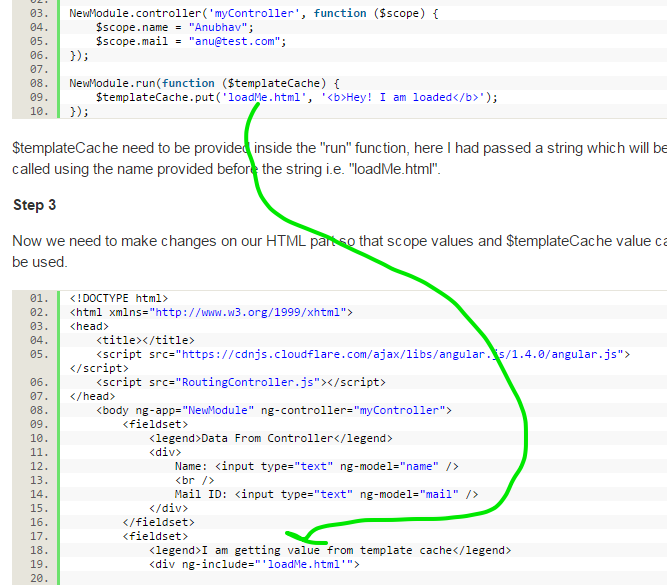 03. NewModule.controller('myController', function ($scope) {
04. $scope.name = "Anubhav";
05. $scope.mail = "anu@test.com";
06. });
07.
08. NewModule.run(function ($templateCache) {
09. $templateCache.put('loadMe.html', '<b>Hey! I am loaded</b>');
10. });
$templateCache need to be provided inside the "run" function, here I had passed a string which will be
called using the name provided before the string i.e. "loadMe.html".
Step 3
Now we need to make changes on our HTML part so that scope values and $templateCache value ca
be used.
01. <!DOCTYPE html>
02. <html xmlns="http://www.w3.org/1999/xhtml">
03. <head>
04. <title></title>
05. <script src="https://cdnjs.cloudflare.com/ajax/libs/angular.js/1.4.0/angular.js">
</script>
06. <script src="RoutingController.js"></script>
07. </head>
08. <body ng-app="NewModule" ng-controller="myController">
09. <fieldset>
10. <legend>Data From Controller</legend>
11. <div>
12. Name: <input type="text" ng-model="name" />
13. <br />
14. Mail ID: <input type="text" ng-model="mail" />
15. </div>
16. </fieldset>
17. <fieldset>
18. <legend>I am getting value from template cache</legend>
19. <div ng-include="'loadMe.html'">
20.